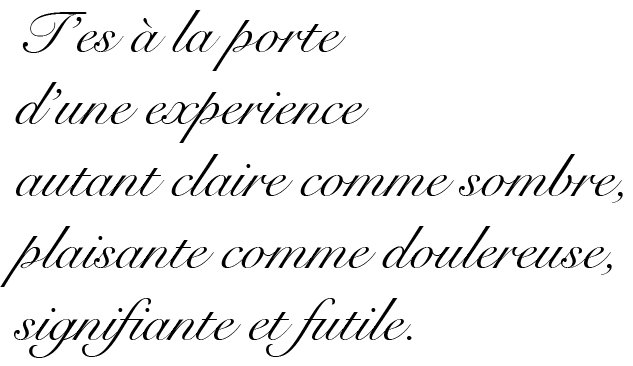 T'es à la porte
d'une experience
autant claire comme sombre,
plaisante comme doulereuse,
signifiante et futile.